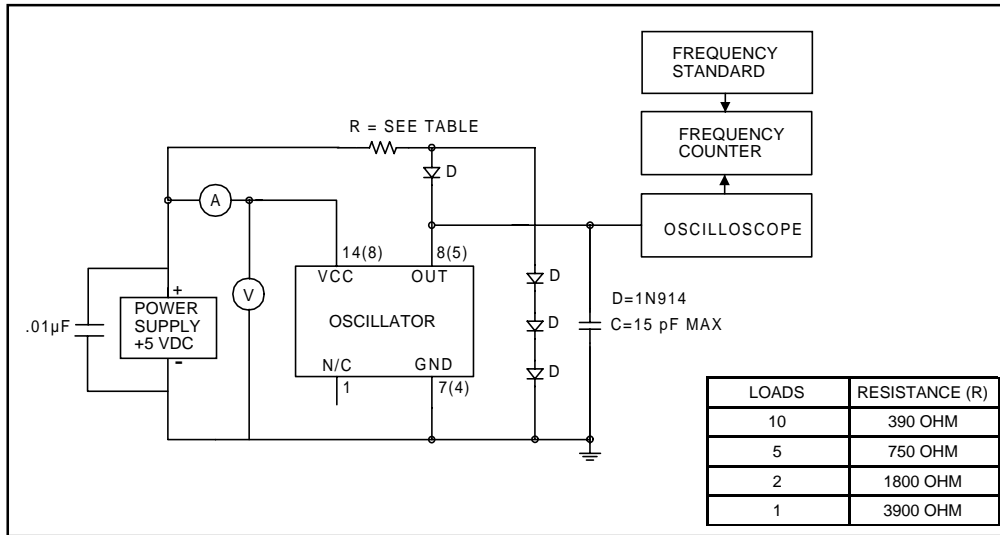 FREQUENCY
STANDARD
R = SEE TABLE
FREQUENCY
COUNTER
D
A
OSCILLOSCOPE
14(8)
8(5)
VCC
OUT
V
D
+
POWER
SUPPLY
+5 VDC
-
.01µF
OSCILLATOR
D
D=1N914
C=15 pF MAX
N/C
GND
D
1
7(4)
LOADS RESISTANCE (R)
10 390 OHM
5 750 OHM
2 1800 OHM
1 3900 OHM